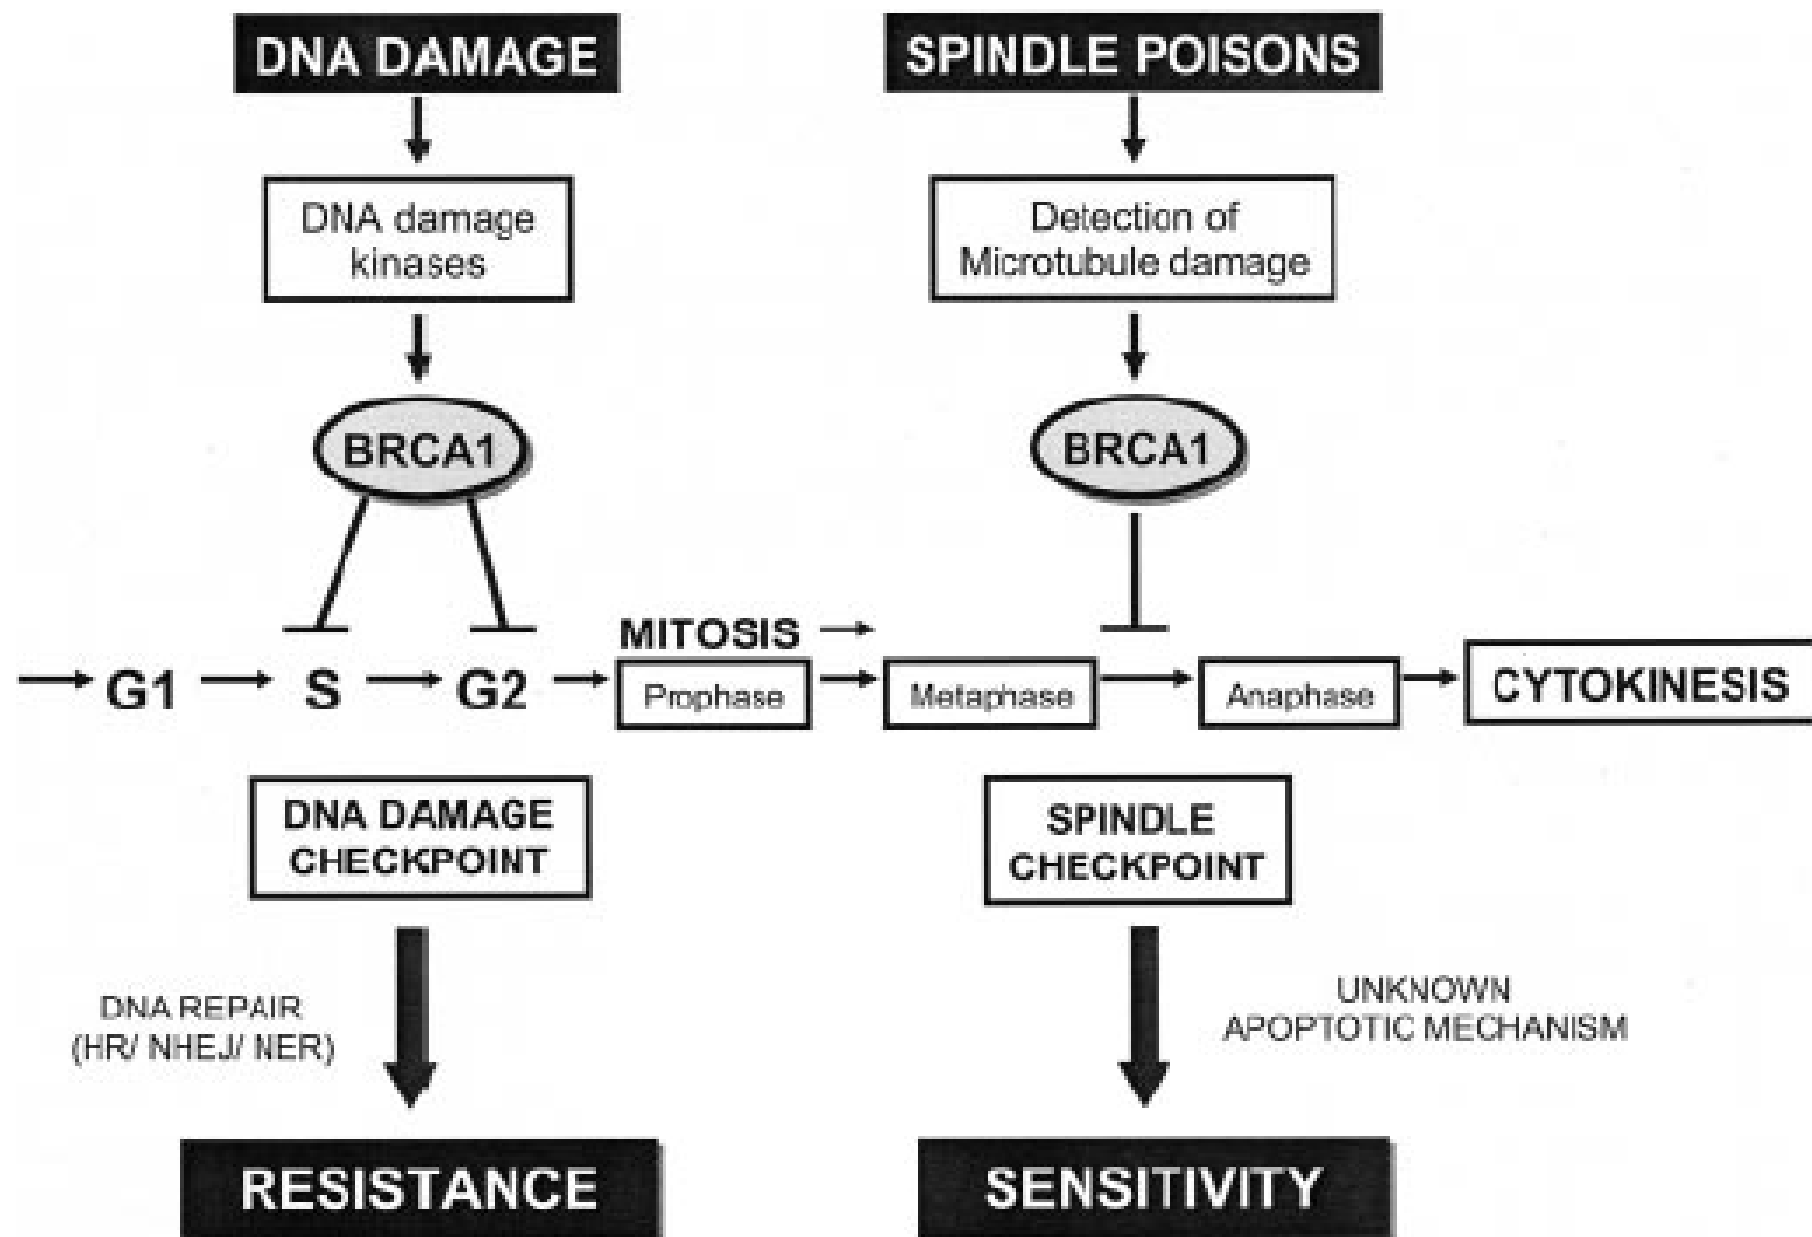 DNA DAMAGE
SPINDLE POISONS
DNA damage
kinases
Detection of
Microtubule damage
BRCA1
BRCA1
MITOSIS
G1
S
G2
Prophase
Metaphase
Anaphase
CYTOKINESIS
DNA DAMAGE
CHECKPOINT
SPINDLE
CHECKPOINT
DNA REPAIR
(HR/ NHEJ/ NER)
UNKNOWN
APOPTOTIC MECHANISM
RESISTANCE
SENSITIVITY